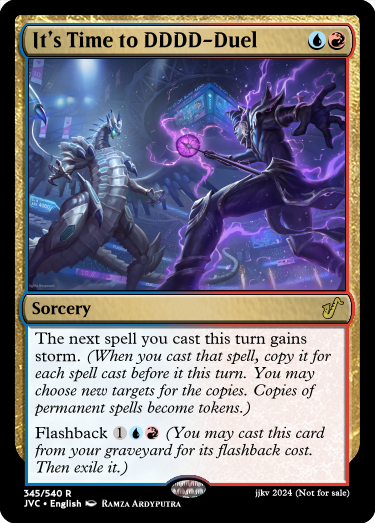 It's Time to DDDD-Duel
Sorcery
The next spell you cast this turn gains
storm. (When you cast that spell, copy it for
each spell cast before it this turn. You may
choose new targets for the copies. Copies of
permanent spells become tokens.)
Flashback 1 (You may cast this card
from your graveyard for its flashback cost.
Then exile it.)
345/540 R
JVC • English Ramza Ardyputra
jjkv 2024 (Not for sale)